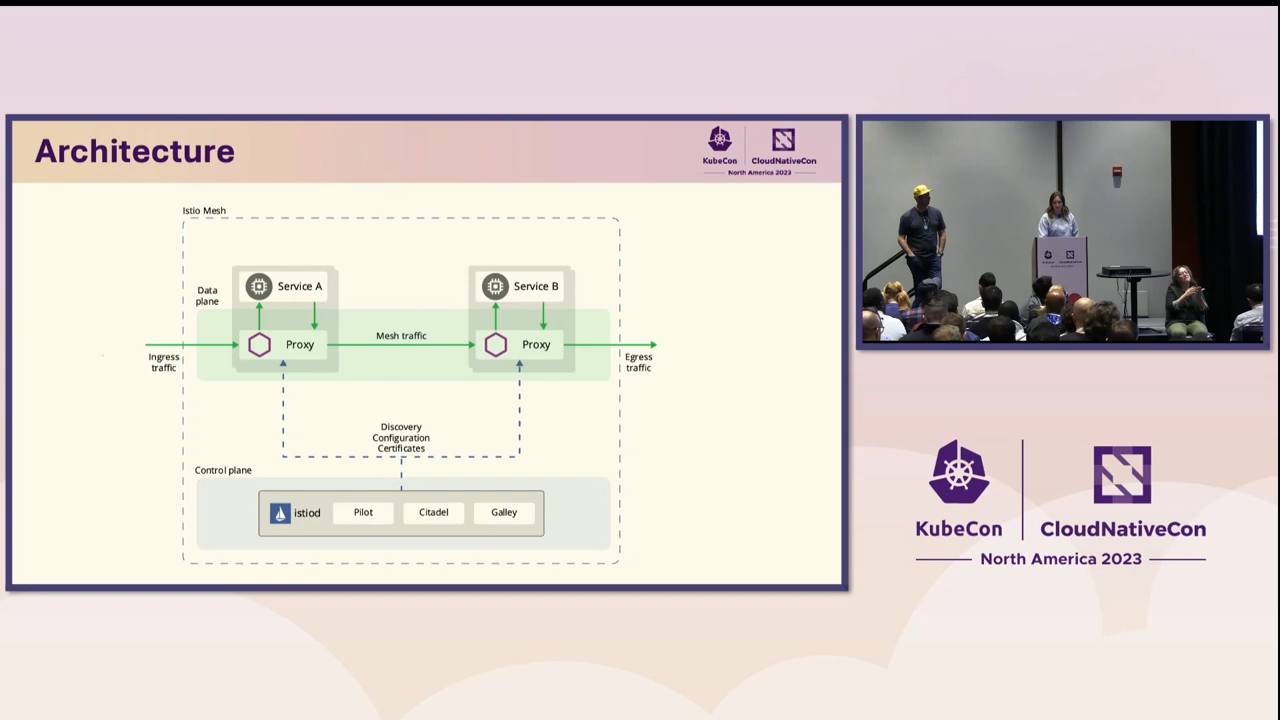 Architecture
KubeCon
CloudNativeCon
North America 2023
Istio Mesh
Data
plane
Service A
Service B
Proxy
Mesh traffic
Proxy
Ingress
traffic
Egress
traffic
Discovery
Configuration
Certificates
Control plane
istiod
Pilot
Citadel
Galley
KubeCon
CloudNativeCon
North America 2023